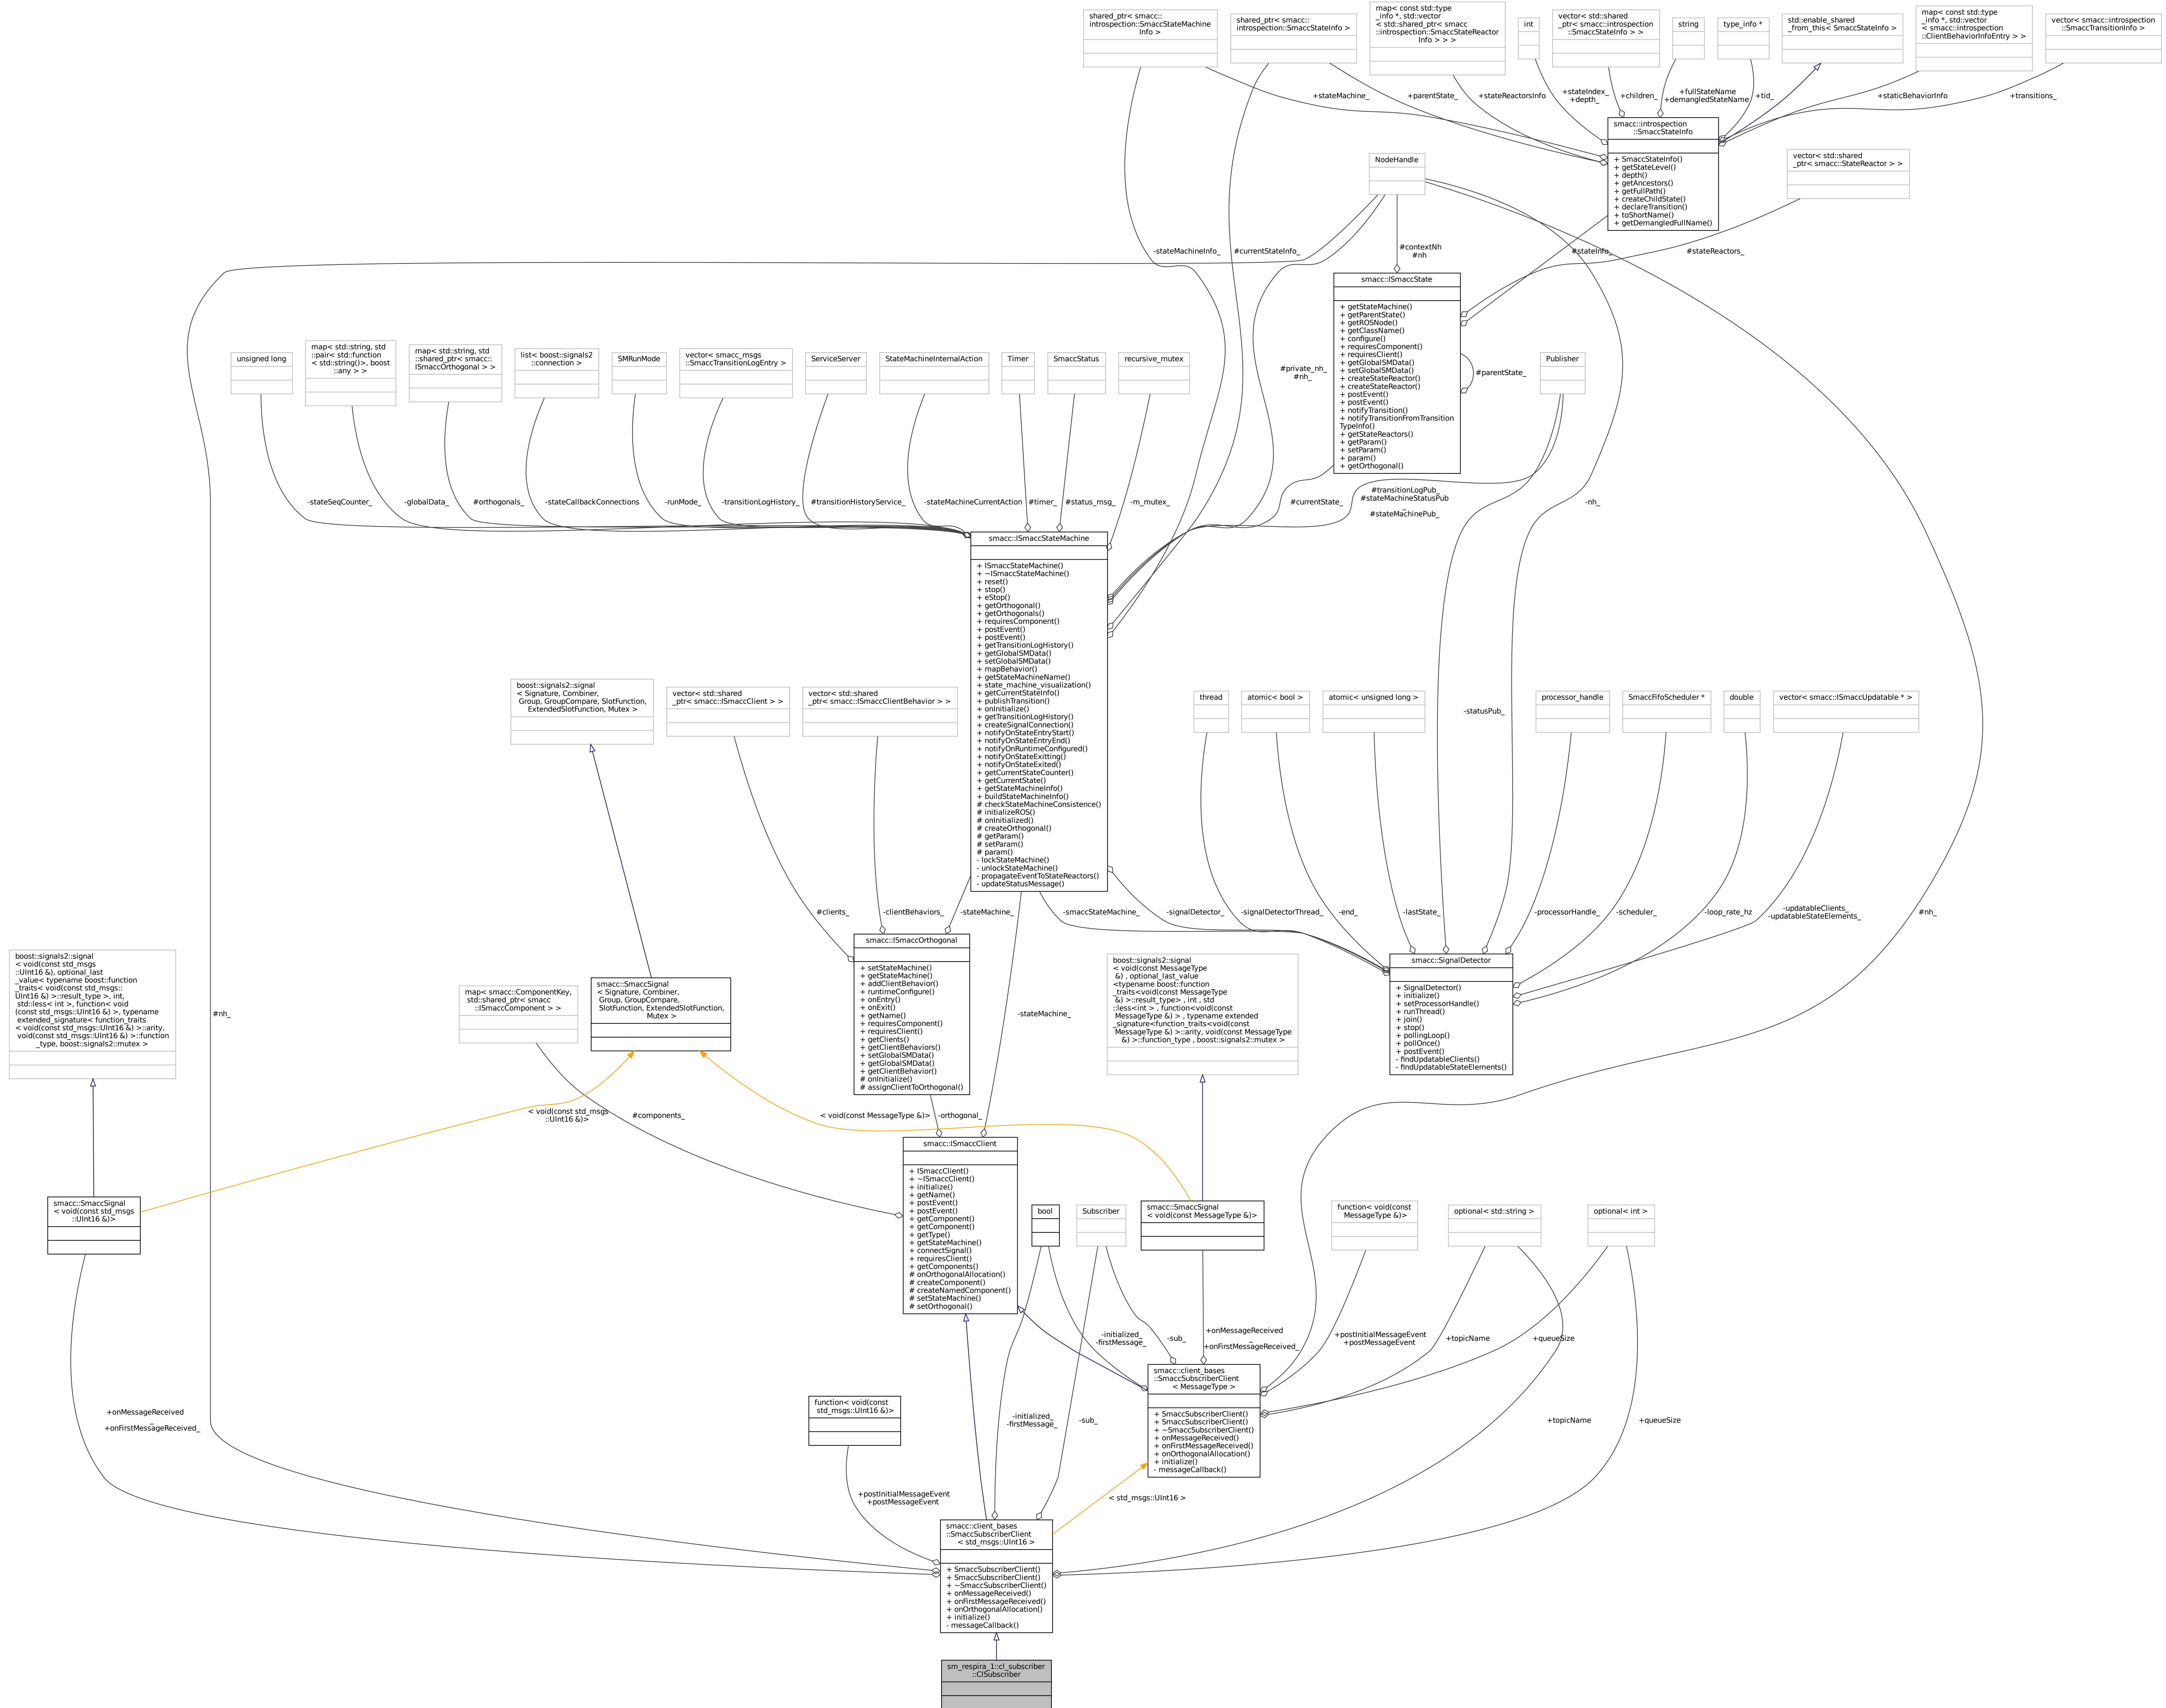 shared_ptr< smacc::
introspection::SmaccStateMachine
Info >
shared_ptr< smacc::
introspection::SmaccStateInfo >
map< const std::type
_info *, std::vector
< std::shared_ptr< smacc
::introspection::SmaccStateReactor
Info > > >
int
vector< std::shared
_ptr< smacc::introspection
::SmaccStateInfo > >
string
type_info *
std::enable_shared
_from_this< SmaccStateInfo >
map< const std::type
_info *, std::vector
< smacc::introspection
::ClientBehaviorInfoEntry > >
vector< smacc::introspection
::SmaccTransitionInfo >
+stateMachine_
+parentState_
+stateReactorsInfo
+stateIndex_
+depth_
+children_
+fullStateName
+demangledStateName
+tid_
+staticBehaviorInfo
+transitions_
smacc::introspection
::SmaccStateInfo
+ SmaccStateInfo()
+ getStateLevel()
+ depth()
+ getAncestors()
+ getFullPath()
+ createChildState()
+ declareTransition()
+ toShortName()
+ getDemangledFullName()
NodeHandle
vector< std::shared
_ptr< smacc::StateReactor > >
-stateMachineInfo_
#currentStateInfo_
#contextNh
#nh
#stateInfo_
#stateReactors_
smacc::ISmaccState
+ getStateMachine()
+ getParentState()
+ getROSNode()
+ getClassName()
+ configure()
+ requiresComponent()
+ requiresClient()
+ getGlobalSMData()
+ setGlobalSMData()
+ createStateReactor()
+ createStateReactor()
+ postEvent()
+ postEvent()
+ notifyTransition()
+ notifyTransitionFromTransition
TypeInfo()
+ getStateReactors()
+ getParam()
+ setParam()
+ param()
+ getOrthogonal()
#parentState_
unsigned long
map< std::string, std
::pair< std::function
< std::string()>, boost
::any > >
map< std::string, std
::shared_ptr< smacc::
ISmaccOrthogonal > >
list< boost::signals2
::connection >
SMRunMode
vector< smacc_msgs
::SmaccTransitionLogEntry >
ServiceServer
StateMachineInternalAction
Timer
SmaccStatus
recursive_mutex
#private_nh_
#nh_
Publisher
-stateSeqCounter_
-globalData_
#orthogonals_
-stateCallbackConnections
-runMode_
-transitionLogHistory_
#transitionHistoryService_
-stateMachineCurrentAction
#timer_
#status_msg_
-m_mutex_
#currentState_
#transitionLogPub_
#stateMachineStatusPub
_
#stateMachinePub_
-nh_
smacc::ISmaccStateMachine
+ ISmaccStateMachine()
+ ~ISmaccStateMachine()
+ reset()
+ stop()
+ eStop()
+ getOrthogonal()
+ getOrthogonals()
+ requiresComponent()
+ postEvent()
+ postEvent()
+ getTransitionLogHistory()
+ getGlobalSMData()
+ setGlobalSMData()
+ mapBehavior()
+ getStateMachineName()
+ state_machine_visualization()
+ getCurrentStateInfo()
+ publishTransition()
+ onInitialize()
+ getTransitionLogHistory()
+ createSignalConnection()
+ notifyOnStateEntryStart()
+ notifyOnStateEntryEnd()
+ notifyOnRuntimeConfigured()
+ notifyOnStateExitting()
+ notifyOnStateExited()
+ getCurrentStateCounter()
+ getCurrentState()
+ getStateMachineInfo()
+ buildStateMachineInfo()
# checkStateMachineConsistence()
# initializeROS()
# onInitialized()
# createOrthogonal()
# getParam()
# setParam()
# param()
- lockStateMachine()
- unlockStateMachine()
- propagateEventToStateReactors()
- updateStatusMessage()
boost::signals2::signal
< Signature, Combiner,
Group, GroupCompare, SlotFunction,
ExtendedSlotFunction, Mutex >
vector< std::shared
_ptr< smacc::ISmaccClient > >
vector< std::shared
_ptr< smacc::ISmaccClientBehavior > >
thread
atomic< bool >
atomic< unsigned long >
-statusPub_
processor_handle
SmaccFifoScheduler *
double
vector< smacc::ISmaccUpdatable * >
#clients_
-clientBehaviors_
-stateMachine_
-smaccStateMachine_
-signalDetector_
-signalDetectorThread_
-end_
-lastState_
-processorHandle_
-scheduler_
-loop_rate_hz
-updatableClients_
-updatableStateElements_
#nh_
smacc::ISmaccOrthogonal
+ setStateMachine()
+ getStateMachine()
+ addClientBehavior()
+ runtimeConfigure()
+ onEntry()
+ onExit()
+ getName()
+ requiresComponent()
+ requiresClient()
+ getClients()
+ getClientBehaviors()
+ setGlobalSMData()
+ getGlobalSMData()
+ getClientBehavior()
# onInitialize()
# assignClientToOrthogonal()
smacc::SignalDetector
+ SignalDetector()
+ initialize()
+ setProcessorHandle()
+ runThread()
+ join()
+ stop()
+ pollingLoop()
+ pollOnce()
+ postEvent()
- findUpdatableClients()
- findUpdatableStateElements()
boost::signals2::signal
< void(const std_msgs
::UInt16 &), optional_last
_value< typename boost::function
_traits< void(const std_msgs::
UInt16 &) >::result_type >, int,
std::less< int >, function< void
(const std_msgs::UInt16 &) >, typename
extended_signature< function_traits
< void(const std_msgs::UInt16 &) >::arity,
void(const std_msgs::UInt16 &) >::function
_type, boost::signals2::mutex >
smacc::SmaccSignal
< Signature, Combiner,
Group, GroupCompare,
SlotFunction, ExtendedSlotFunction,
Mutex >
map< smacc::ComponentKey,
std::shared_ptr< smacc
::ISmaccComponent > >
boost::signals2::signal
< void(const MessageType
&) , optional_last_value
<typename boost::function
_traits<void(const MessageType
&) >::result_type> , int , std
::less<int > , function<void(const
MessageType &) > , typename extended
_signature<function_traits<void(const
MessageType &) >::arity, void(const MessageType
&) >::function_type , boost::signals2::mutex >
#nh_
-stateMachine_
< void(const std_msgs
::UInt16 &)>
#components_
< void(const MessageType &)>
-orthogonal_
smacc::ISmaccClient
+ ISmaccClient()
+ ~ISmaccClient()
+ initialize()
+ getName()
+ postEvent()
+ postEvent()
+ getComponent()
+ getComponent()
+ getType()
+ getStateMachine()
+ connectSignal()
+ requiresClient()
+ getComponents()
# onOrthogonalAllocation()
# createComponent()
# createNamedComponent()
# setStateMachine()
# setOrthogonal()
smacc::SmaccSignal
< void(const std_msgs
::UInt16 &)>
bool
Subscriber
smacc::SmaccSignal
< void(const MessageType &)>
function< void(const
MessageType &)>
optional< std::string >
optional< int >
-initialized_
-firstMessage_
-sub_
+onMessageReceived
_
+onFirstMessageReceived_
+postInitialMessageEvent
+postMessageEvent
+topicName
+queueSize
smacc::client_bases
::SmaccSubscriberClient
< MessageType >
+ SmaccSubscriberClient()
+ SmaccSubscriberClient()
+ ~SmaccSubscriberClient()
+ onMessageReceived()
+ onFirstMessageReceived()
+ onOrthogonalAllocation()
+ initialize()
- messageCallback()
function< void(const
std_msgs::UInt16 &)>
+onMessageReceived
_
+onFirstMessageReceived_
-initialized_
-firstMessage_
-sub_
+topicName
+queueSize
+postInitialMessageEvent
+postMessageEvent
< std_msgs::UInt16 >
smacc::client_bases
::SmaccSubscriberClient
< std_msgs::UInt16 >
+ SmaccSubscriberClient()
+ SmaccSubscriberClient()
+ ~SmaccSubscriberClient()
+ onMessageReceived()
+ onFirstMessageReceived()
+ onOrthogonalAllocation()
+ initialize()
- messageCallback()
sm_respira_1::cl_subscriber
::ClSubscriber